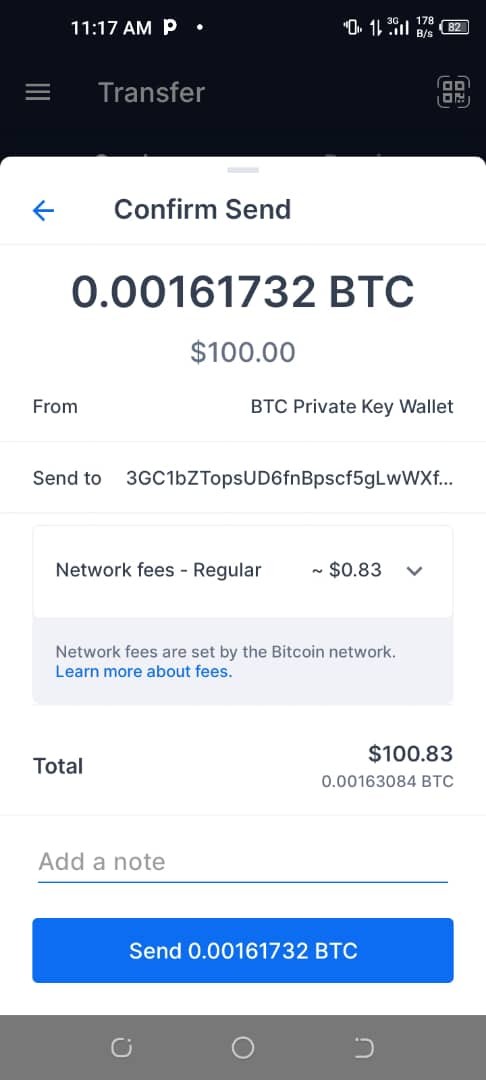 11:17 AM P
3G 178 B/s 82
Transfer
Confirm Send
0.00161732 BTC
$100.00
From BTC Private Key Wallet
Send to 3GC1bZTopsUD6fnBpscf5gLwWXf...
Network fees - Regular ~ $0.83
Network fees are set by the Bitcoin network.
Learn more about fees.
Total $100.83
0.00163084 BTC
Add a note
Send 0.00161732 BTC